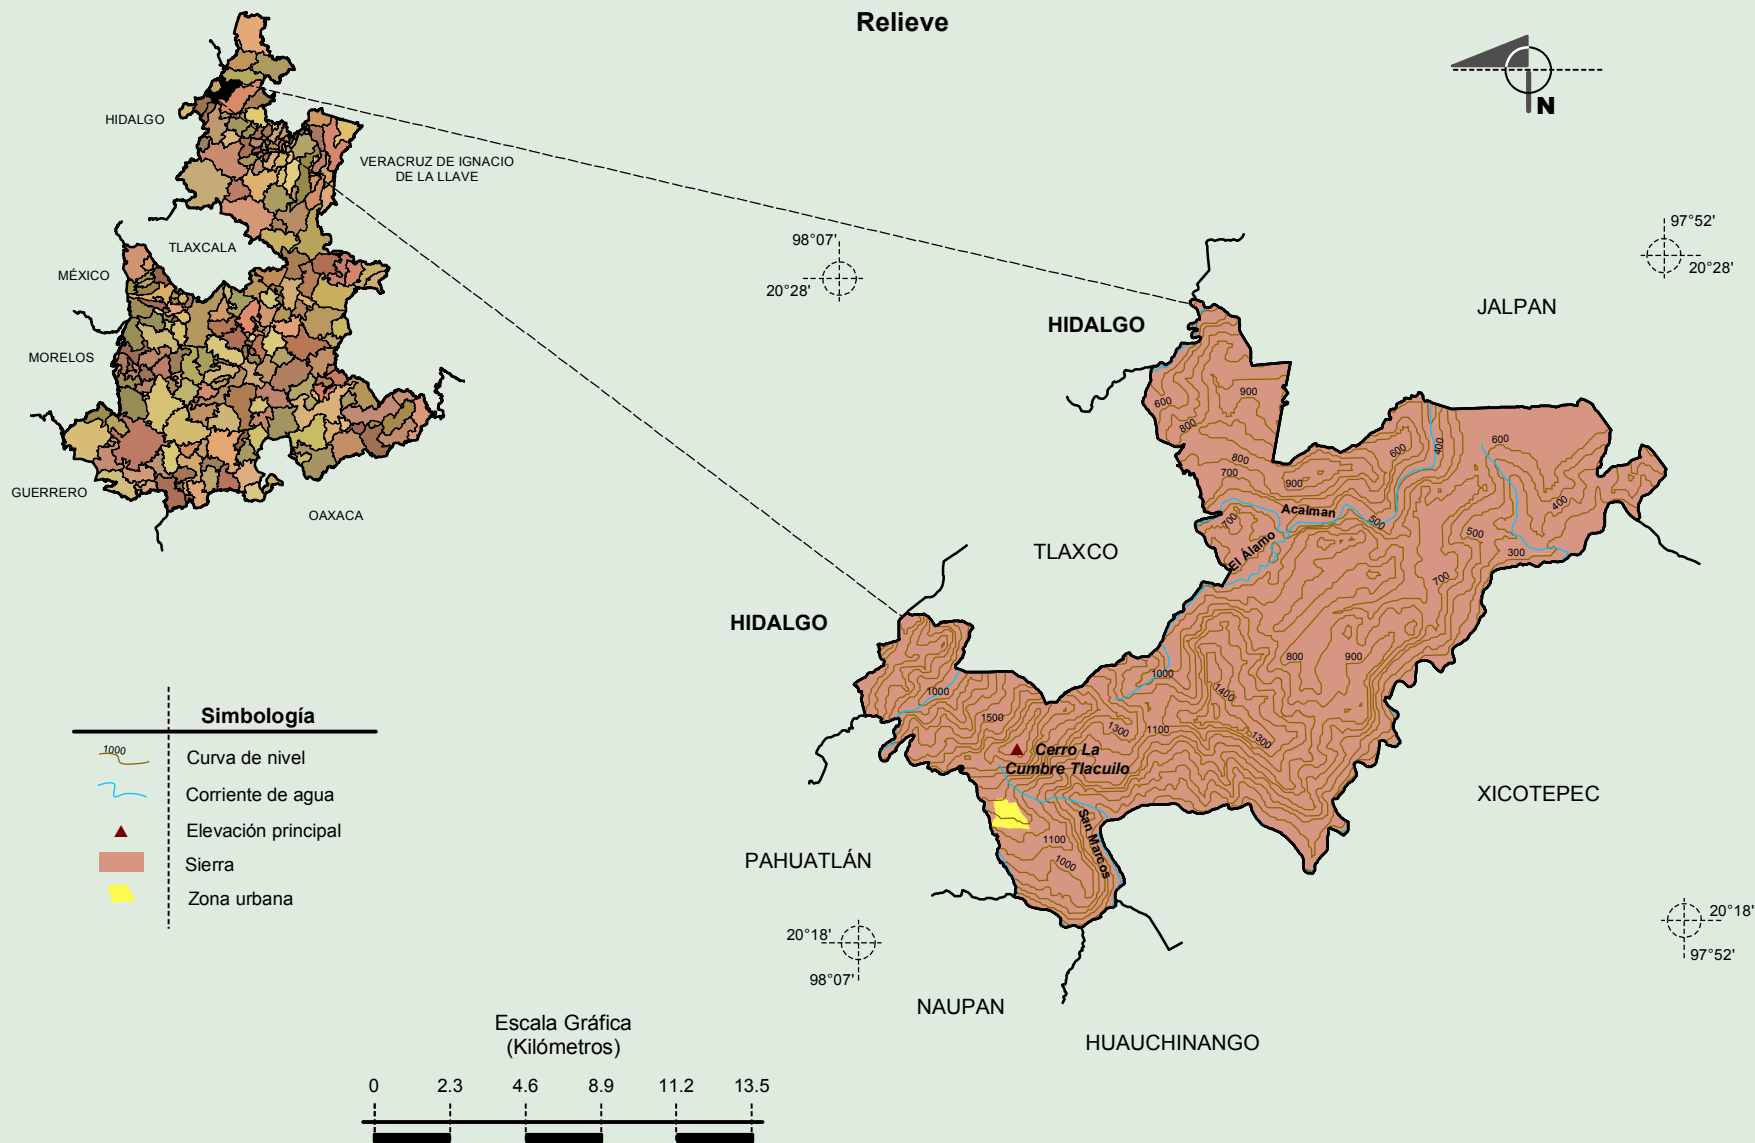 Relieve
N
HIDALGO
VERACRUZ DE IGNACIO
DE LA LLAVE
TLAXCALA
MÉXICO
MORELOS
GUERRERO
OAXACA
98°07'
20°28'
97°52'
20°28'
JALPAN
HIDALGO
TLAXCO
HIDALGO
600
900
800
800
700
900
600
400
600
Acalman
500
700
El Álamo
400
500
300
700
800
900
1000
1000
1400
1500
1300
1100
1300
Cerro La
Cumbre Tlacuilo
San Marcos
1100
1000
XICOTEPEC
PAHUATLÁN
20°18'
98°07'
20°18'
97°52'
NAUPAN
HUAUCHINANGO
Simbología
1000
Curva de nivel
Corriente de agua
Elevación principal
Sierra
Zona urbana
Escala Gráfica
(Kilómetros)
0 2.3 4.6 8.9 11.2 13.5